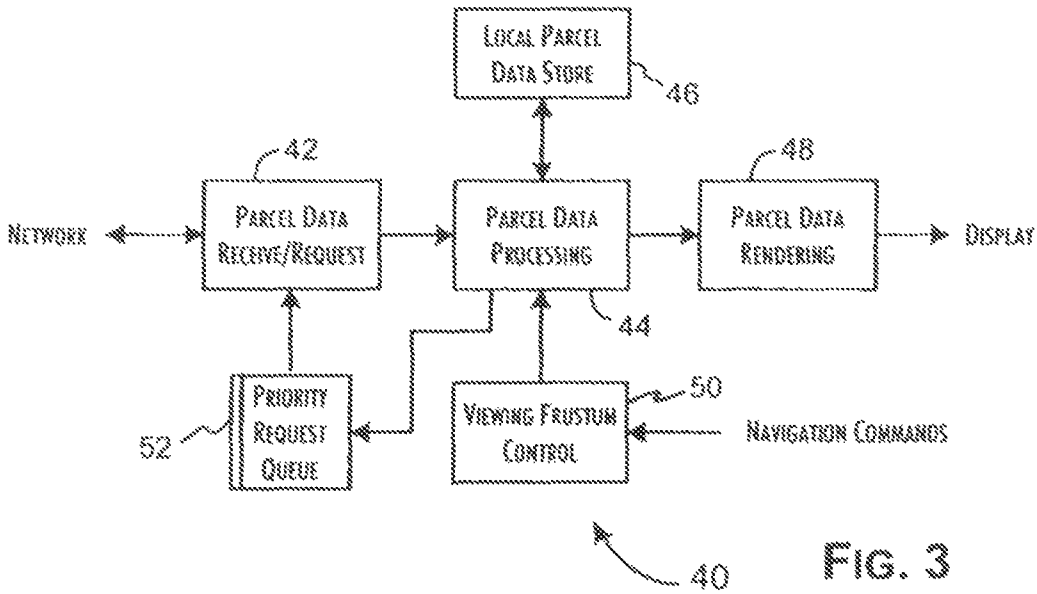 LOCAL PARCEL
DATA STORE
46
42
48
NETWORK
PARCEL DATA
RECEIVE/REQUEST
PARCEL DATA
PROCESSING
PARCEL DATA
RENDERING
DISPLAY
44
52
PRIORITY
REQUEST
QUEUE
VIEWING FRUSTUM
CONTROL
50
NAVIGATION COMMANDS
40
FIG. 3